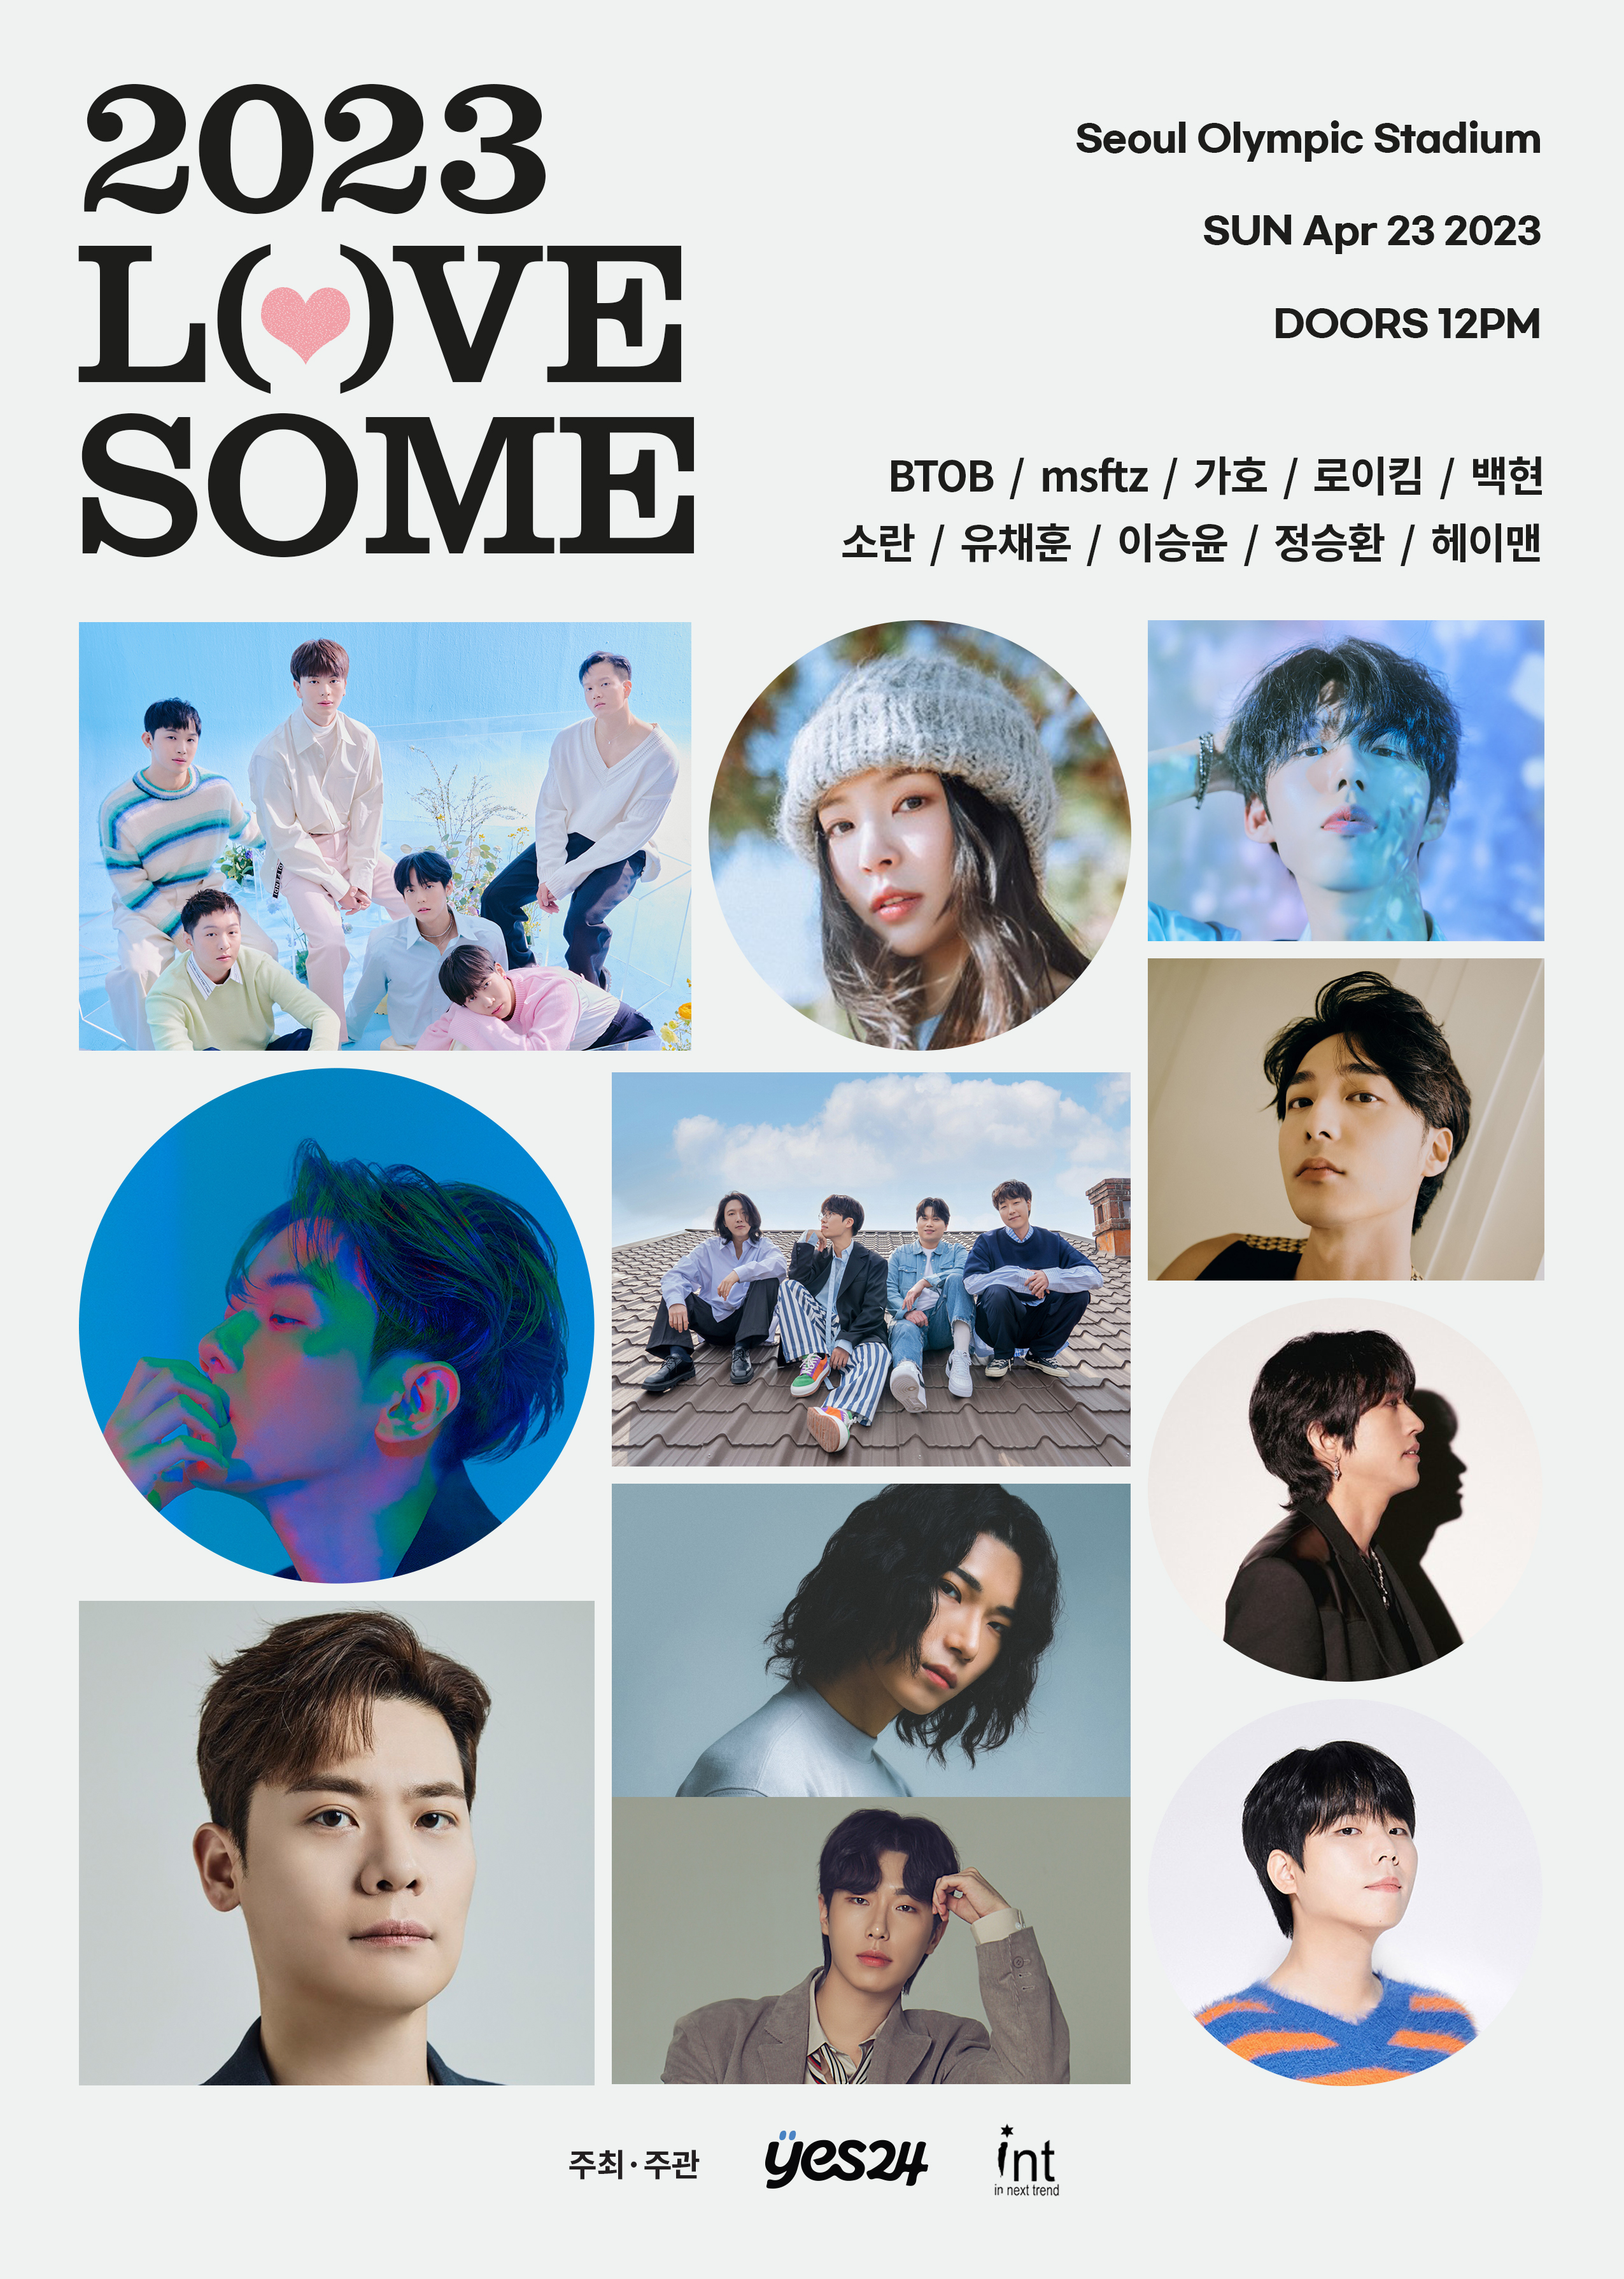 2023
L(♥)VE
SOME
Seoul Olympic Stadium
SUN Apr 23 2023
DOORS 12PM
BTOB / msftz / 가호 / 로이킴 / 백현
소란 / 유채훈 / 이승윤 / 정승환 / 헤이맨
주최·주관 yes24 int
in next trend